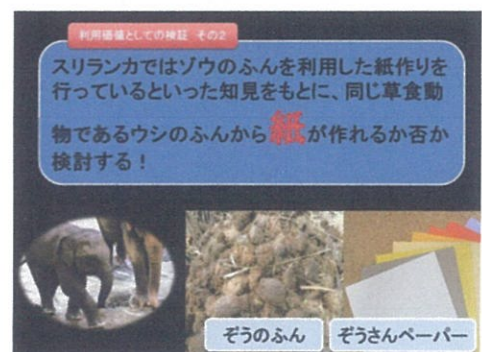 利用価値としての検証 その2
スリランカではゾウのふんを利用した紙作りを
行っているといった知見をもとに、同じ草食動
物であるウシのふんから紙が作れるか否か
検討する！
ぞうのふん
ぞうさんペーパー